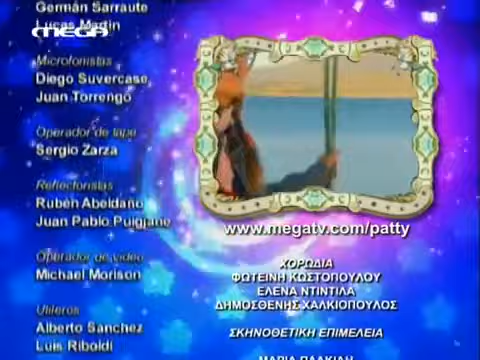 Germán Sarraute
Lucas Martin
MEGA
Microfonistas
Diego Suvercase
Juan Torrengo
Operador de tape
Sergio Zarza
Reflectoristas
Rubén Abeldaño
Juan Pablo Puigjane
Operador de video
Michael Morison
Utileros
Alberto Sanchez
Luis Riboldi
www.megatv.com/patty
ΧΟΡΩΔΙΑ
ΦΩΤΕΙΝΗ ΚΩΣΤΟΠΟΥΛΟΥ
ΕΛΕΝΑ ΝΤΙΝΤΙΛΑ
ΔΗΜΟΣΘΕΝΗΣ ΧΑΛΚΙΟΠΟΥΛΟΣ
ΣΚΗΝΟΘΕΤΙΚΗ ΕΠΙΜΕΛΕΙΑ